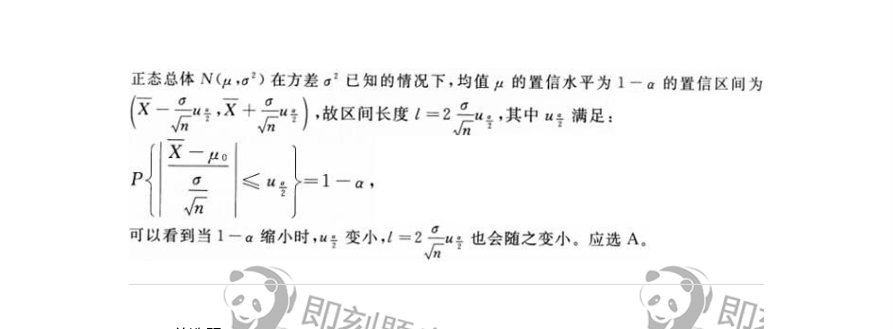 正态总体 N(μ,σ²)在方差 σ² 已知的情况下,均值 μ 的置信水平为 1-α 的置信区间为
(X̄ - σ/√n u_{α/2}, X̄ + σ/√n u_{α/2}),故区间长度 l=2 σ/√n u_{α/2},其中 u_{α/2} 满足:
P{|(X̄-μ₀)/(σ/√n)| ≤ u_{α/2}}=1-α,
可以看到当 1-α 缩小时,u_{α/2} 变小,l=2 σ/√n u_{α/2} 也会随之变小。应选 A。